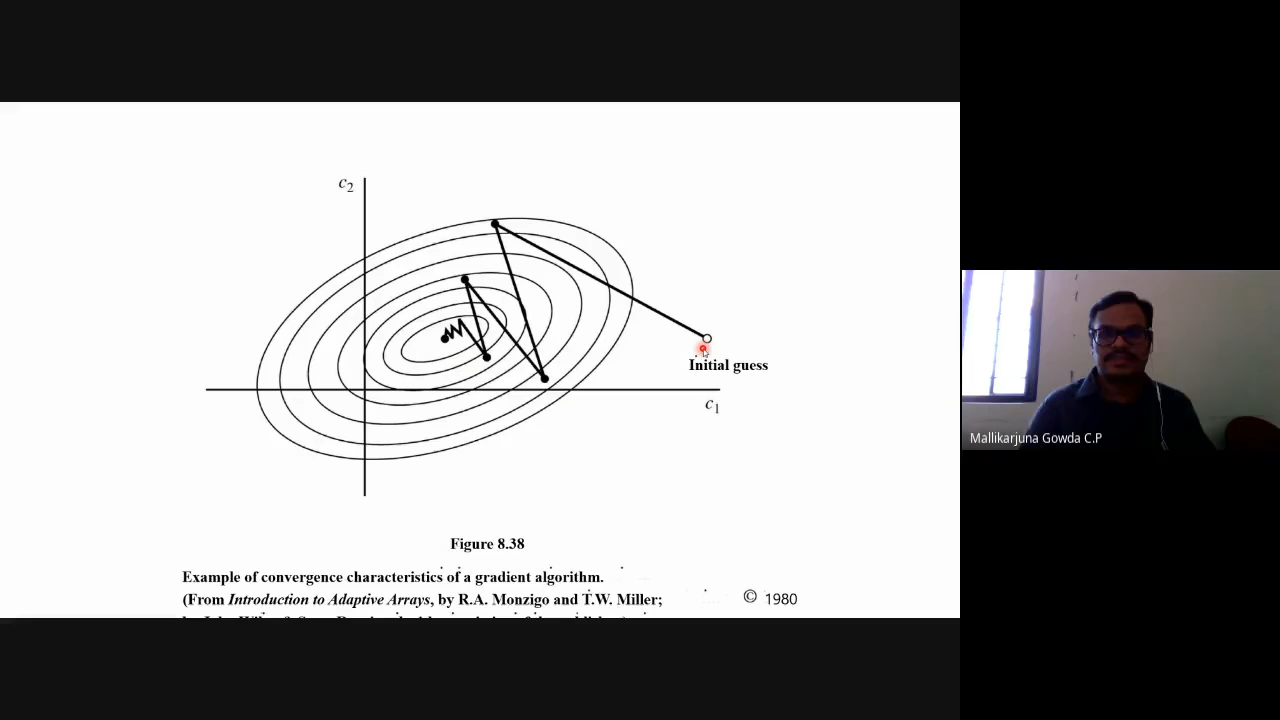 c2
Initial guess
c1
Figure 8.38
Example of convergence characteristics of a gradient algorithm.
(From Introduction to Adaptive Arrays, by R.A. Monzigo and T.W. Miller;
© 1980
Mallikarjuna Gowda C.P